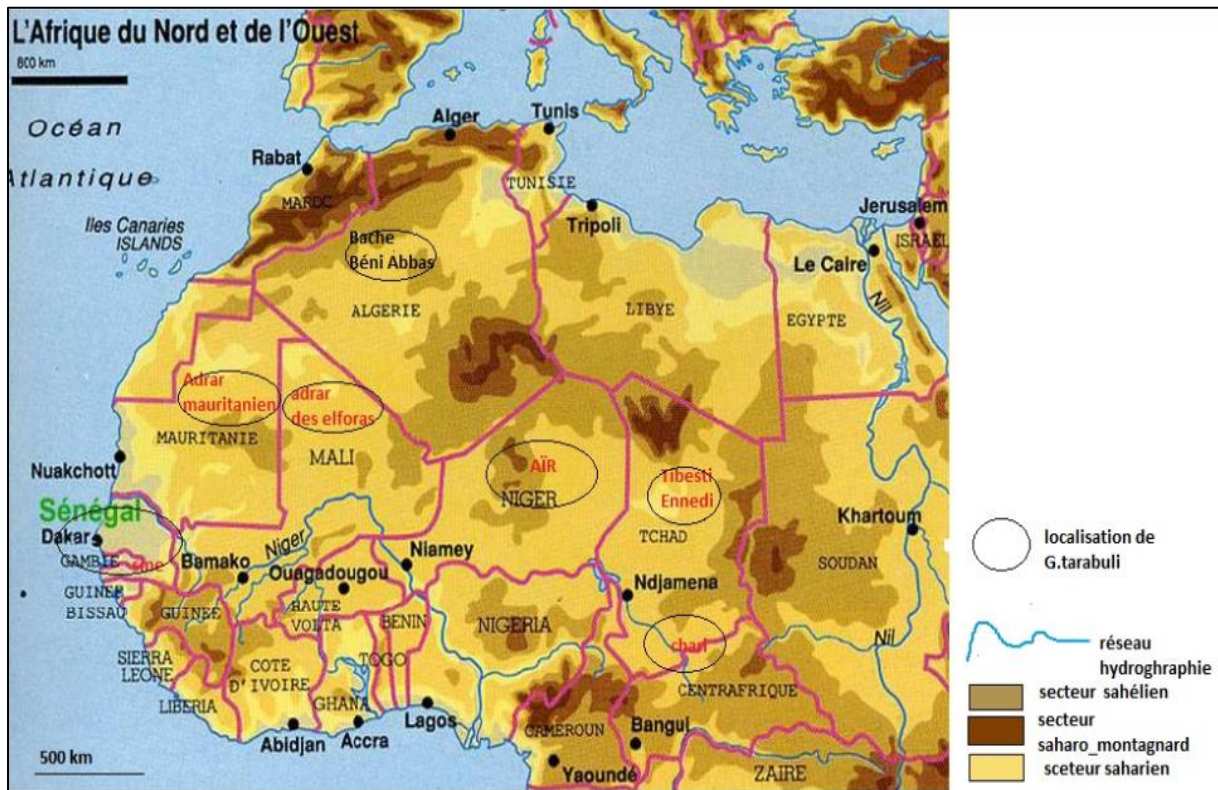 L'Afrique du Nord et de l'Ouest
800 km
Océan
Atlantique
Iles Canaries
ISLANDS
Rabat
Alger
Tunis
MAROC
TUNISIE
Tripoli
Jerusalem
ISRAEL
Le Caire
Nil
Bache
Béni Abbas
ALGERIE
LIBYE
EGYPTE
Adrar
mauritanien
adrar
des elforas
MAURITANIE
MALI
AÏR
NIGER
Tibesti
Ennedi
TCHAD
Nuakchott
Sénégal
Dakar
GAMBIE
Khartoum
SOUDAN
Bamako
Niger
Niamey
Ouagadougou
Ndjamena
GUINEE
BISSAU
GUINEE
HAUTE
VOLTA
BENIN
NIGERIA
Nil
charl
SIERRA
LEONE
COTE
D'IVOIRE
TOGO
GHANA
CENTRAFRIQUE
LIBERIA
Lagos
CAMEROUN
Bangui
Abidjan
Accra
Yaoundé
ZAIRE
500 km
localisation de
G.tarabuli
réseau
hydroghraphie
secteur sahélien
secteur
saharo_montagnard
sceteur saharien